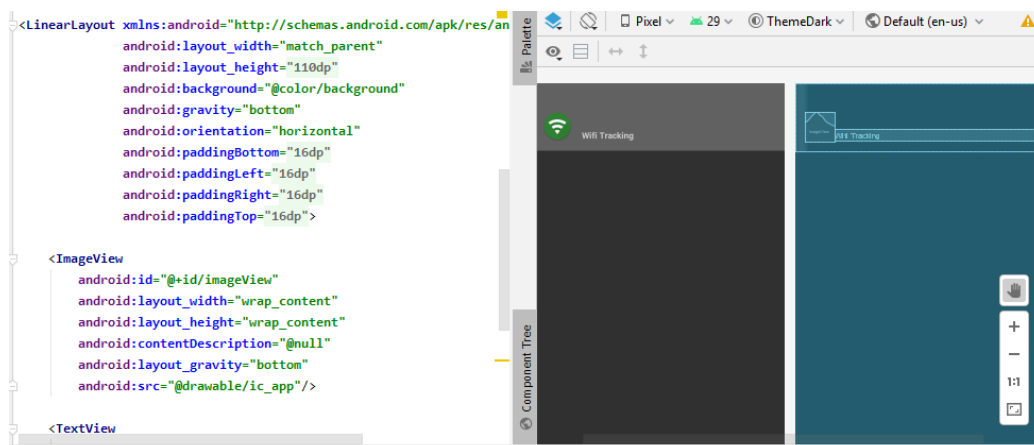 <LinearLayout xmlns:android="http://schemas.android.com/apk/res/an
android:layout_width="match_parent"
android:layout_height="110dp"
android:background="@color/background"
android:gravity="bottom"
android:orientation="horizontal"
android:paddingBottom="16dp"
android:paddingLeft="16dp"
android:paddingRight="16dp"
android:paddingTop="16dp">
<ImageView
android:id="@+id/imageView"
android:layout_width="wrap_content"
android:layout_height="wrap_content"
android:contentDescription="@null"
android:layout_gravity="bottom"
android:src="@drawable/ic_app"/>
<TextView
Palette
Component Tree
Pixel
29
ThemeDark
Default (en-us)
Wifi Tracking
Wifi Tracking
1:1